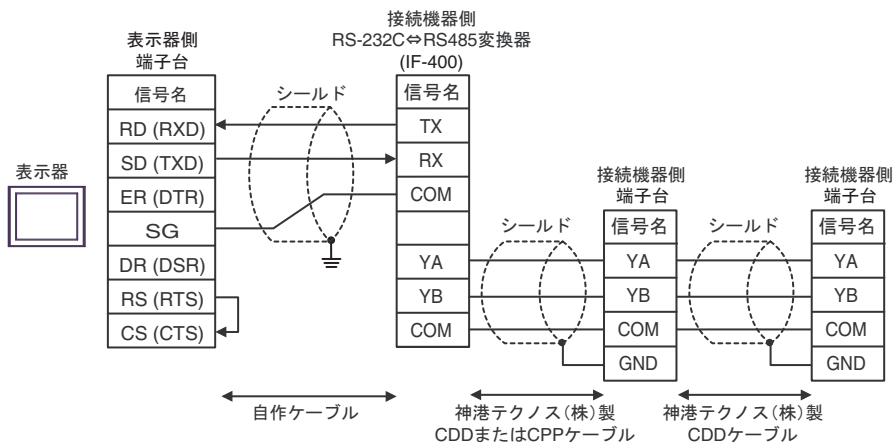 表示器
表示器側
端子台
信号名
RD (RXD)
SD (TXD)
ER (DTR)
SG
DR (DSR)
RS (RTS)
CS (CTS)
シールド
自作ケーブル
接続機器側
RS-232C⇔RS485変換器
(IF-400)
信号名
TX
RX
COM
YA
YB
COM
シールド
神港テクノス(株)製
CDDまたはCPPケーブル
接続機器側
端子台
信号名
YA
YB
COM
GND
シールド
神港テクノス(株)製
CDDケーブル
接続機器側
端子台
信号名
YA
YB
COM
GND